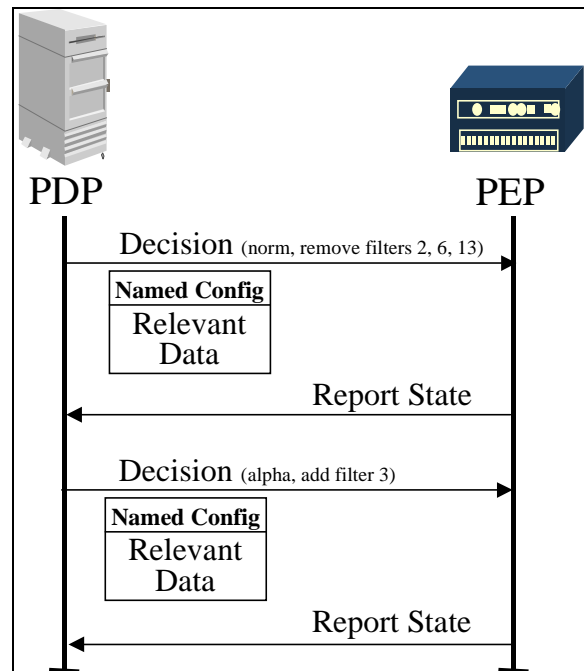 PDP
PEP
Decision (norm, remove filters 2, 6, 13)
Named Config
Relevant
Data
Report State
Decision (alpha, add filter 3)
Named Config
Relevant
Data
Report State